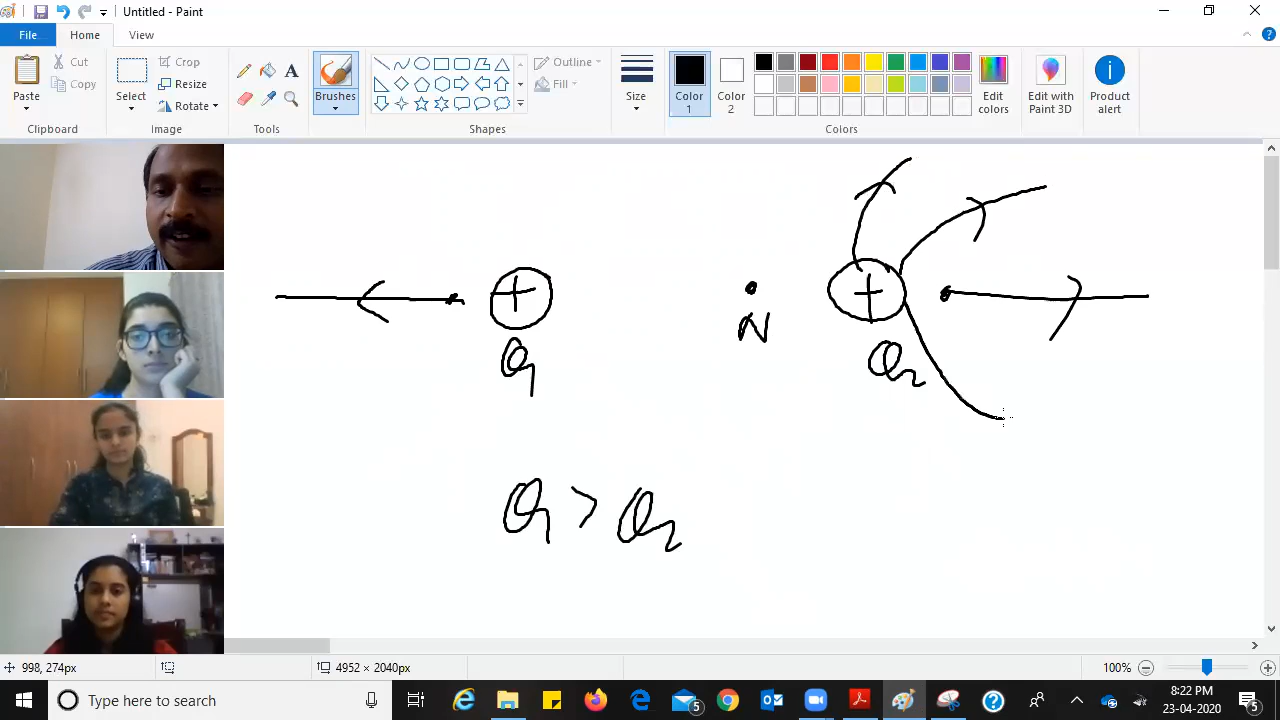 Untitled - Paint
File Home View
Paste
Cut
Copy
Clipboard
Select
Crop
Resize
Rotate
Image
Tools
Brushes
Outline
Fill
Shapes
Size
Color 1
Color 2
Edit colors
Colors
Edit with Paint 3D
Product alert
+ +
N
Q1 Q2
Q1 > Q2
998, 274px
4952 × 2040px
100%
Type here to search
5
8:22 PM
23-04-2020
5